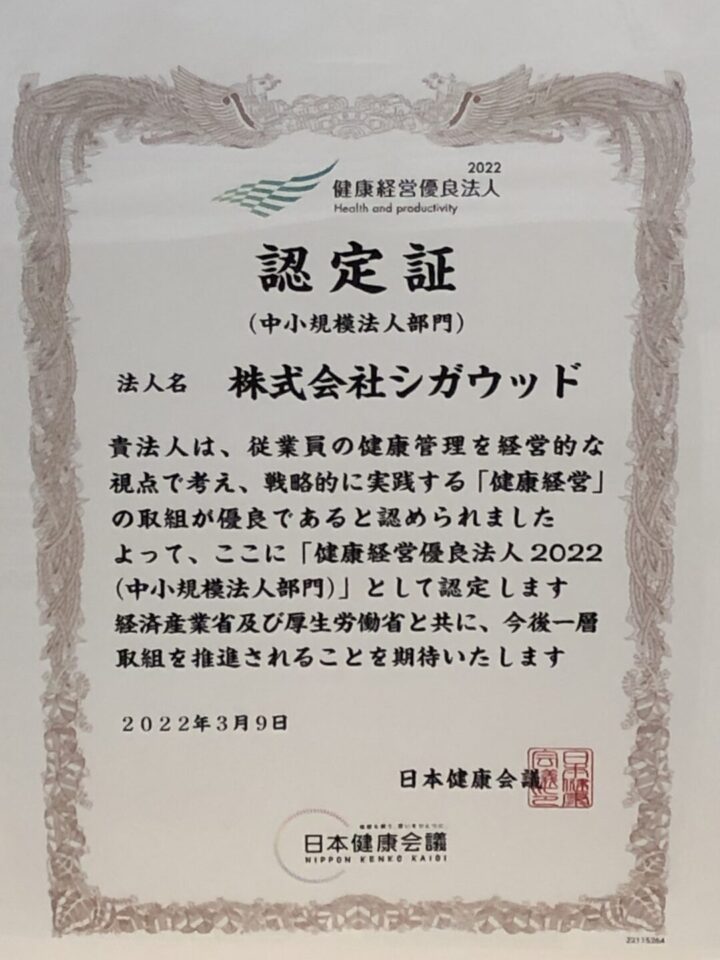 2022
健康経営優良法人
Health and productivity
認定証
(中小規模法人部門)
法人名 株式会社シガウッド
貴法人は、従業員の健康管理を経営的な
視点で考え、戦略的に実践する「健康経営」
の取組が優良であると認められました
よって、ここに「健康経営優良法人2022
(中小規模法人部門)」として認定します
経済産業省及び厚生労働省と共に、今後一層
取組を推進されることを期待いたします
2022年3月9日
日本健康会議
日本健康会議
NIPPON KENKO KAIGI